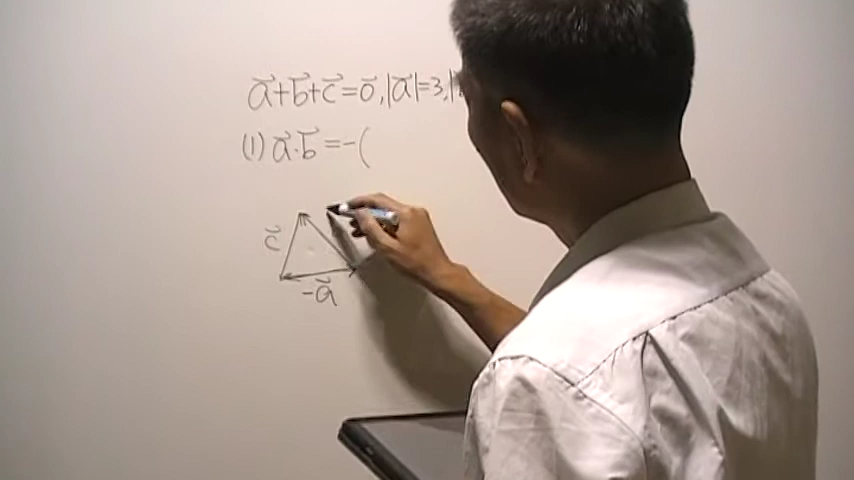 a⃗+b⃗+c⃗=0⃗,|a⃗|=3,|
(1) a⃗·b⃗=-(
c⃗
-a⃗